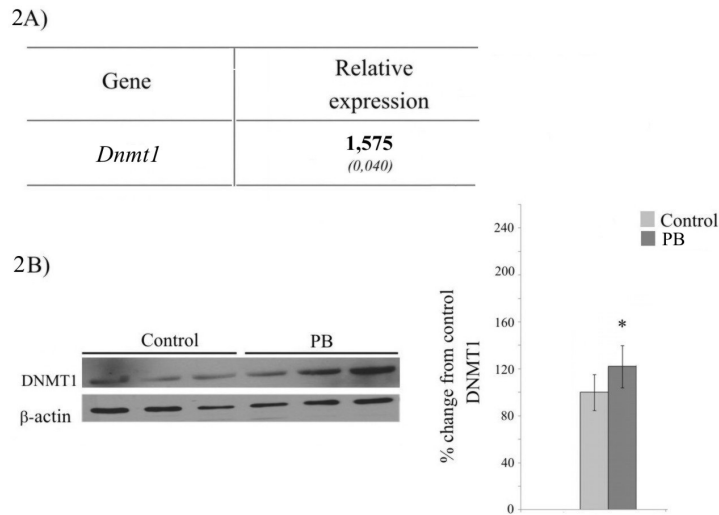 2A)
Gene
Relative
expression
Dnmt1
1,575
(0,040)
2B)
Control
PB
DNMT1
β-actin
% change from control
DNMT1
240
200
160
120
80
40
0
*
Control
PB